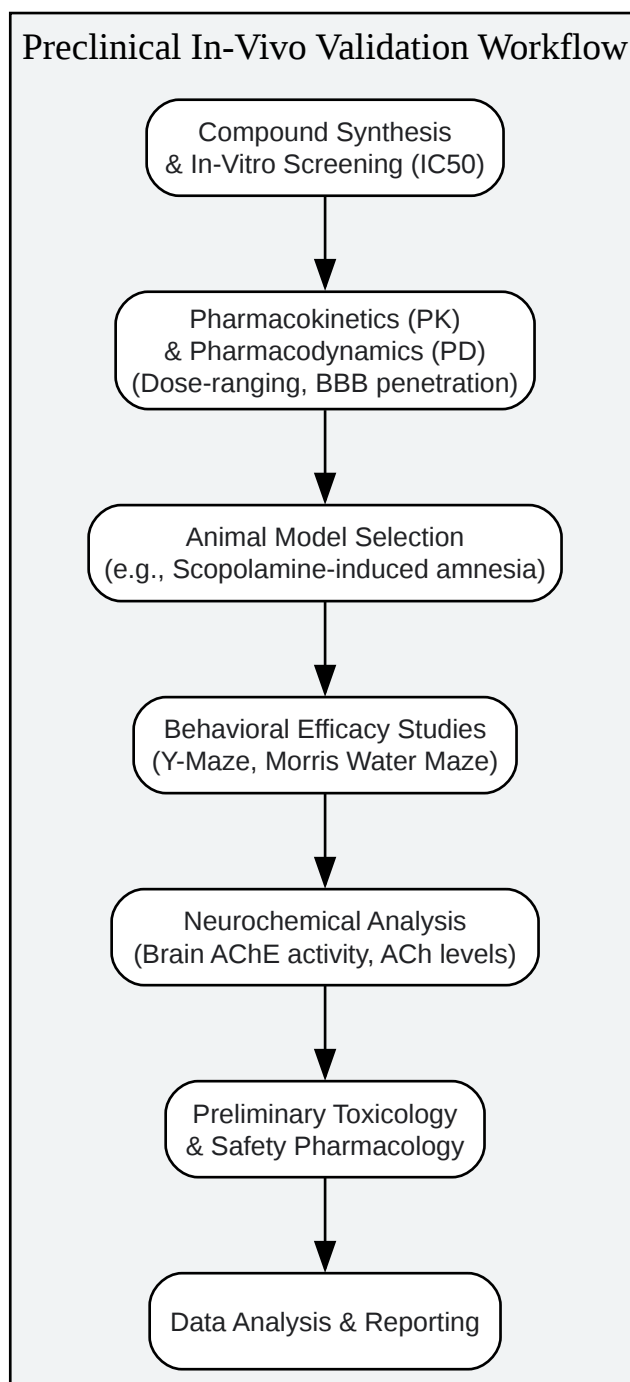 Preclinical In-Vivo Validation Workflow
Compound Synthesis
& In-Vitro Screening (IC50)
Pharmacokinetics (PK)
& Pharmacodynamics (PD)
(Dose-ranging, BBB penetration)
Animal Model Selection
(e.g., Scopolamine-induced amnesia)
Behavioral Efficacy Studies
(Y-Maze, Morris Water Maze)
Neurochemical Analysis
(Brain AChE activity, ACh levels)
Preliminary Toxicology
& Safety Pharmacology
Data Analysis & Reporting